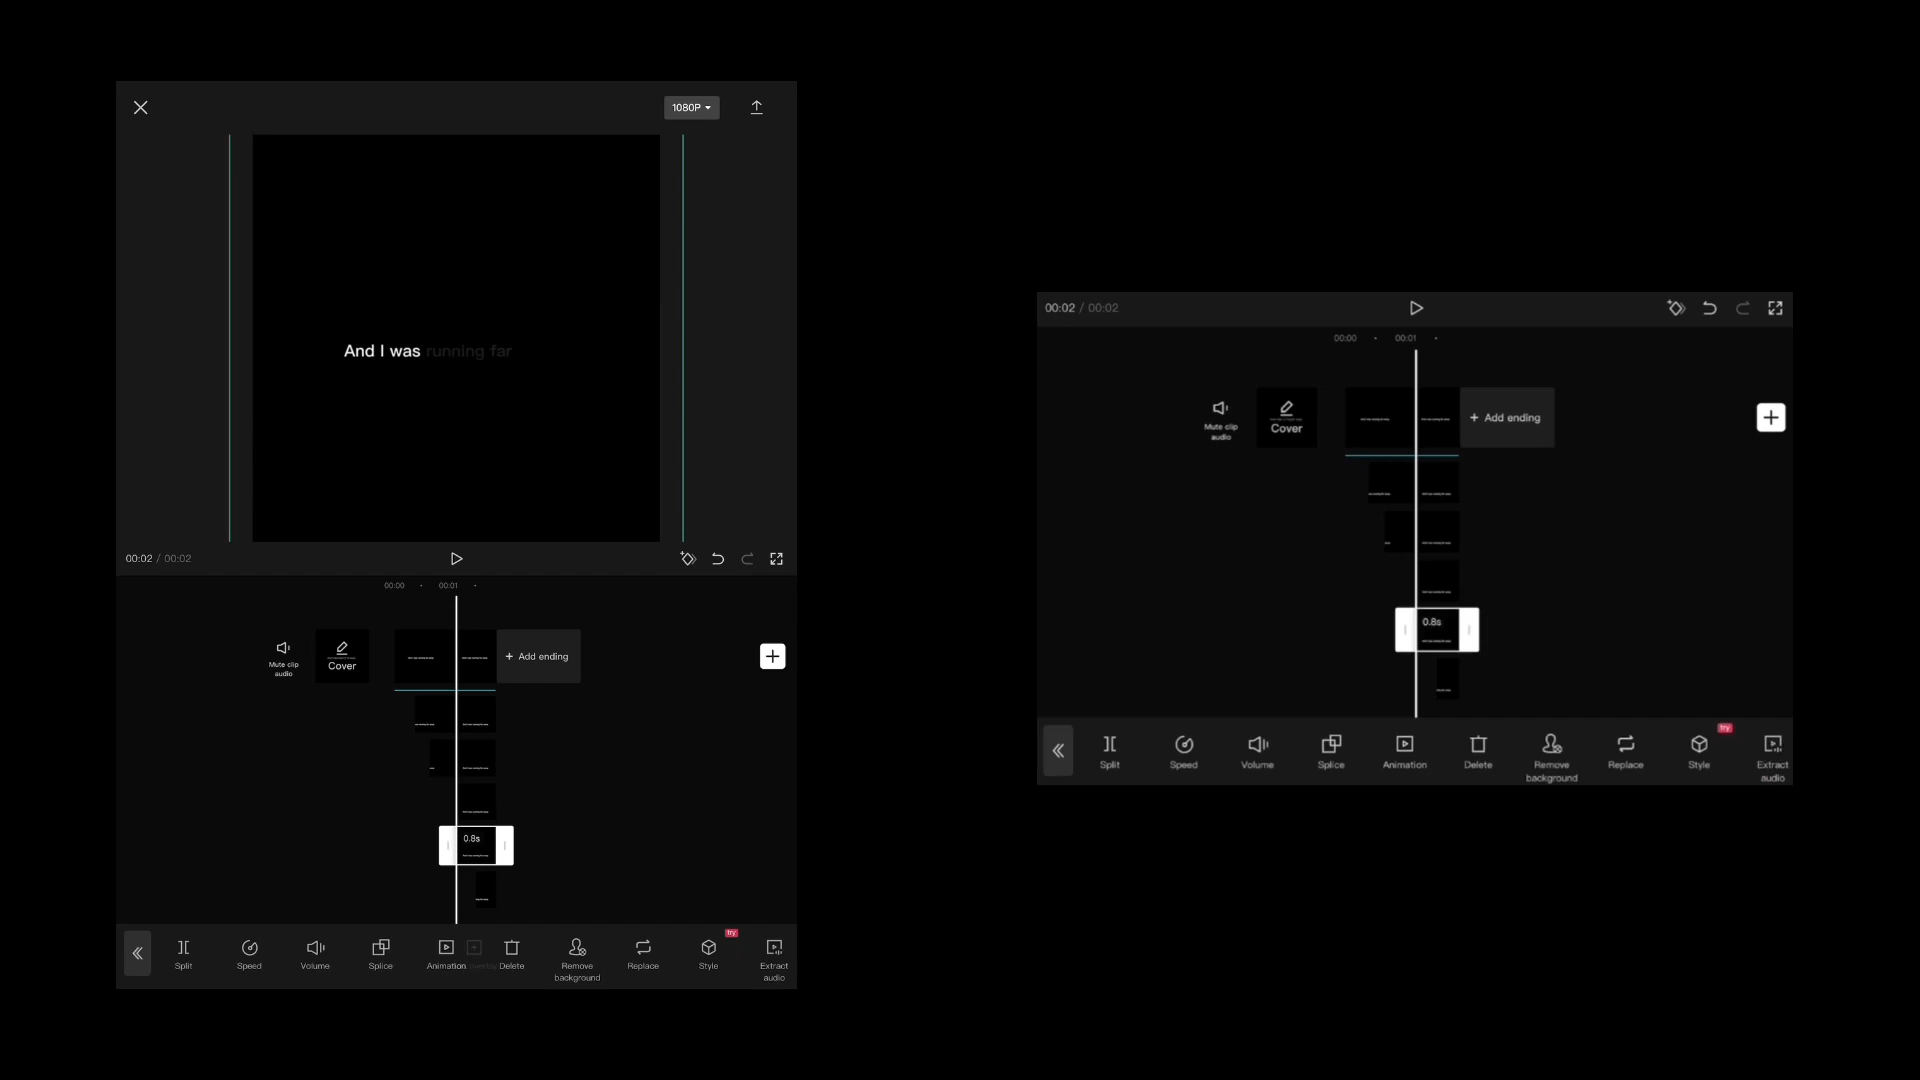 1080P
And I was running far
00:02 / 00:02
00:00 00:01
Mute clip
audio
Cover
+ Add ending
0.8s
try
Split Speed Volume Splice Animation Delete Remove
background Replace Style Extract
audio
00:02 / 00:02
00:00 00:01
Mute clip
audio
Cover
+ Add ending
0.8s
try
Split Speed Volume Splice Animation Delete Remove
background Replace Style Extract
audio